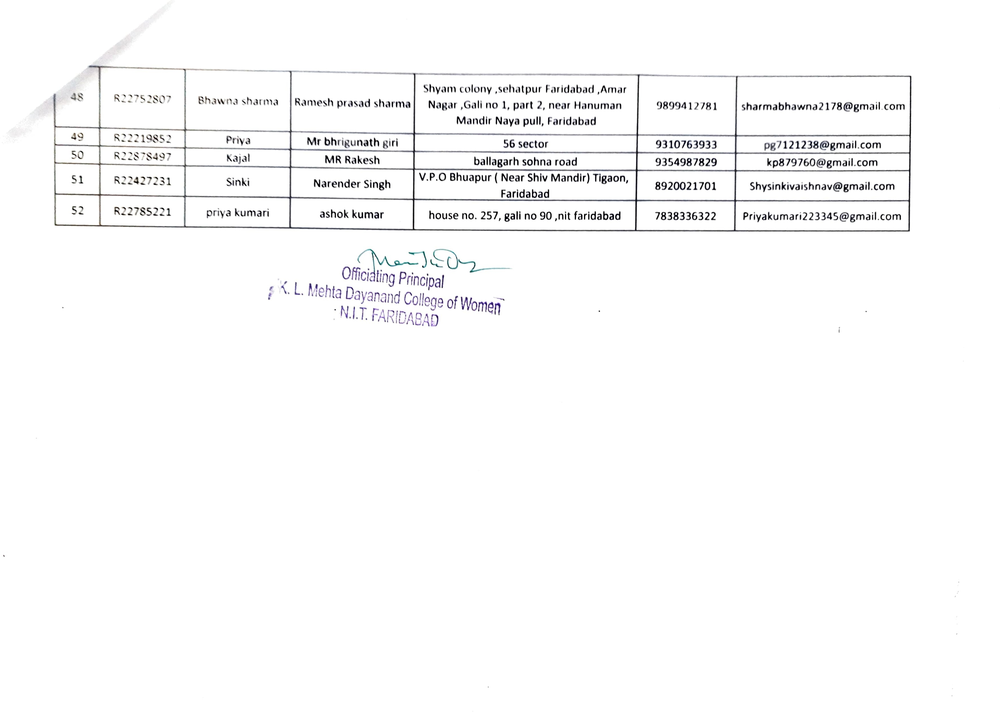 48 R22752807 Bhawna sharma Ramesh prasad sharma Shyam colony ,sehatpur Faridabad ,Amar
Nagar ,Gali no 1, part 2, near Hanuman
Mandir Naya pull, Faridabad 9899412781 sharmabhawna2178@gmail.com
49 R22219852 Priya Mr bhrigunath giri 56 sector 9310763933 pg7121238@gmail.com
50 R22878497 Kajal MR Rakesh ballagarh sohna road 9354987829 kp879760@gmail.com
51 R22427231 Sinki Narender Singh V.P.O Bhuapur ( Near Shiv Mandir) Tigaon,
Faridabad 8920021701 Shysinkivaishnav@gmail.com
52 R22785221 priya kumari ashok kumar house no. 257, gali no 90 ,nit faridabad 7838336322 Priyakumari223345@gmail.com
Officiating Principal
K. L. Mehta Dayanand College of Women
N.I.T. FARIDABAD